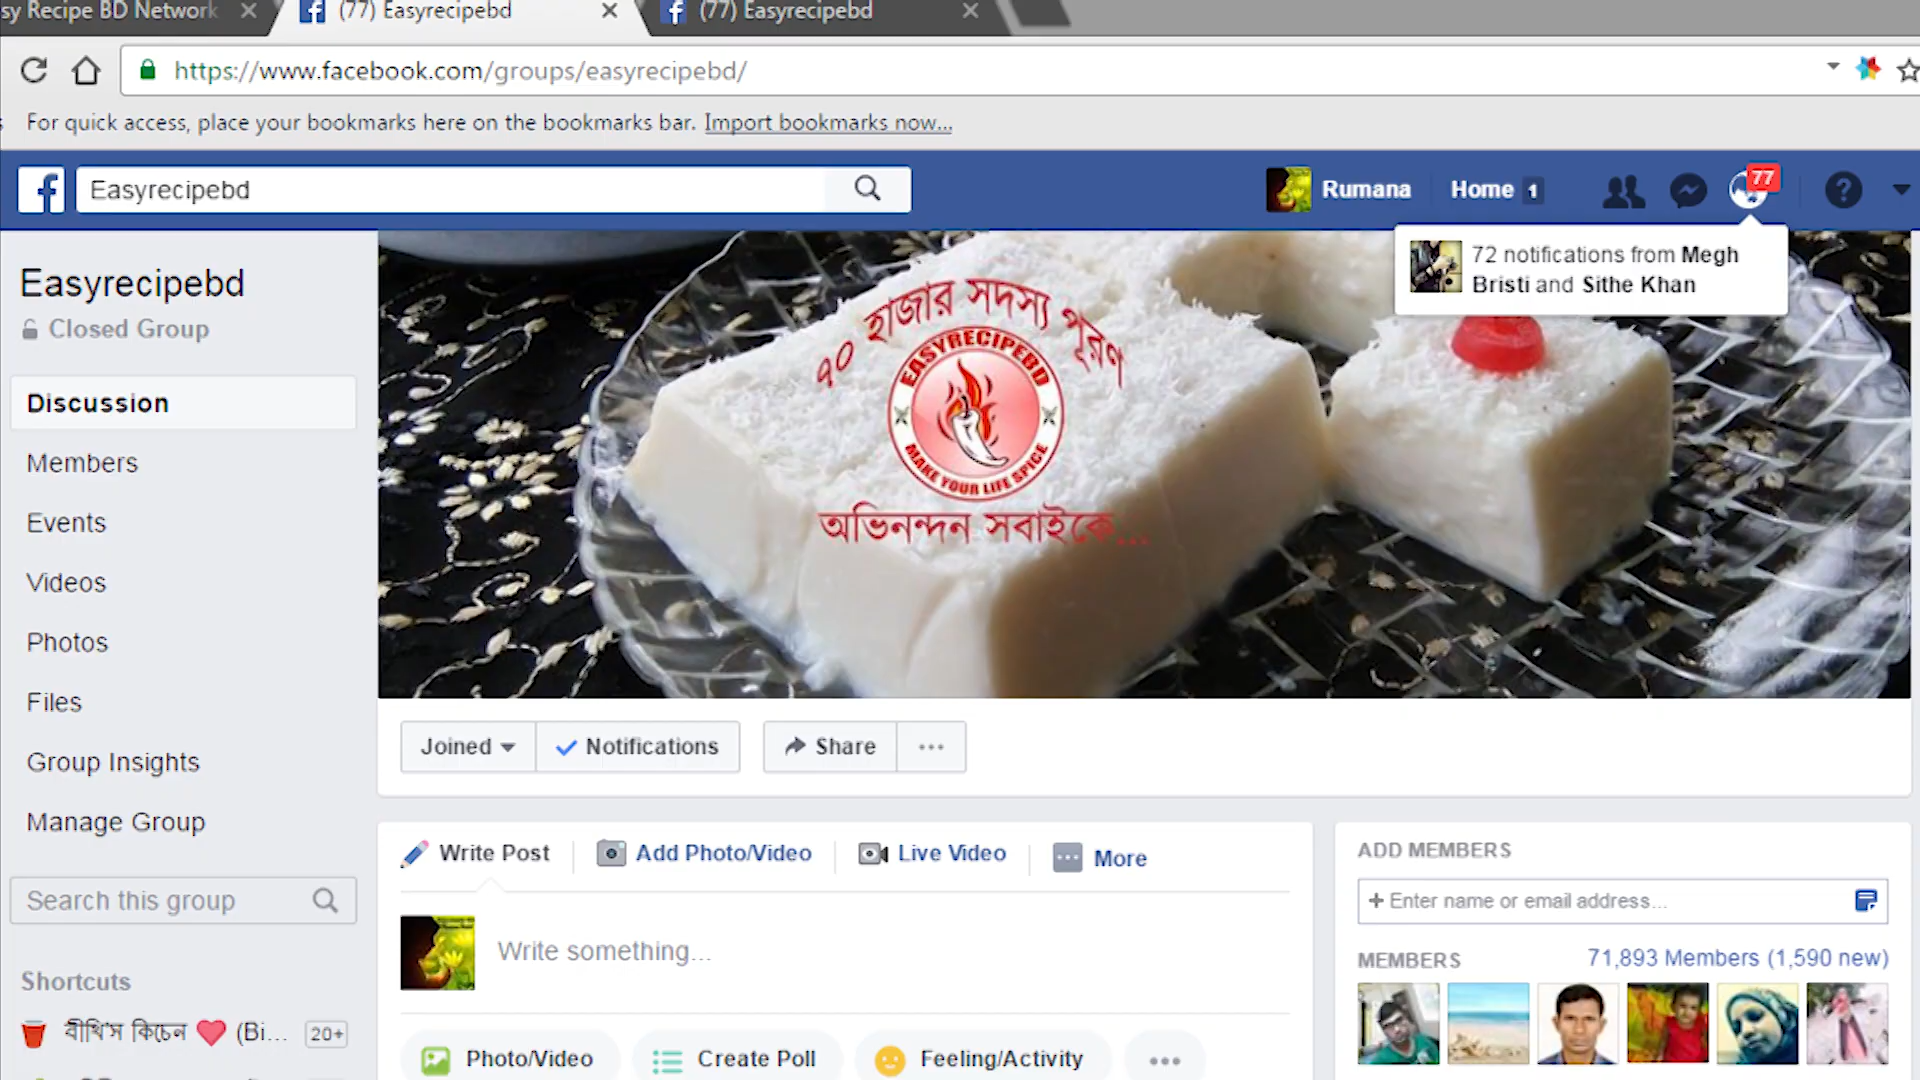 sy Recipe BD Network
(77) Easyrecipebd
(77) Easyrecipebd
https://www.facebook.com/groups/easyrecipebd/
For quick access, place your bookmarks here on the bookmarks bar. Import bookmarks now...
Easyrecipebd
Rumana
Home 1
77
72 notifications from Megh
Bristi and Sithe Khan
Easyrecipebd
Closed Group
Discussion
Members
Events
Videos
Photos
Files
Group Insights
Manage Group
Search this group
Shortcuts
বীথি'স কিচেন (Bi... 20+
৭০ হাজার সদস্য পূরণ
EASYRECIPEBD
MAKE YOUR LIFE SPICE
অভিনন্দন সবাইকে...
Joined
Notifications
Share
Write Post
Add Photo/Video
Live Video
More
Write something...
Photo/Video
Create Poll
Feeling/Activity
ADD MEMBERS
+ Enter name or email address...
MEMBERS
71,893 Members (1,590 new)